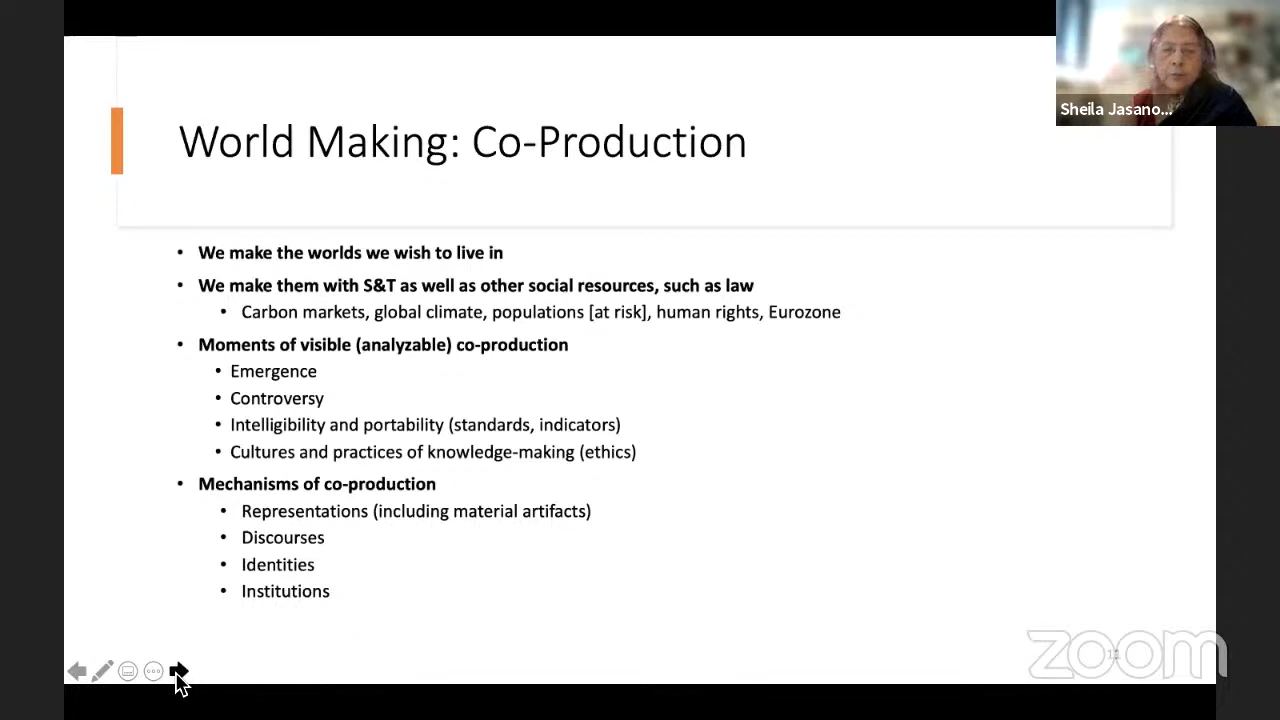 Sheila Jasano...
World Making: Co-Production
• We make the worlds we wish to live in
• We make them with S&T as well as other social resources, such as law
• Carbon markets, global climate, populations [at risk], human rights, Eurozone
• Moments of visible (analyzable) co-production
• Emergence
• Controversy
• Intelligibility and portability (standards, indicators)
• Cultures and practices of knowledge-making (ethics)
• Mechanisms of co-production
• Representations (including material artifacts)
• Discourses
• Identities
• Institutions
zoom
11